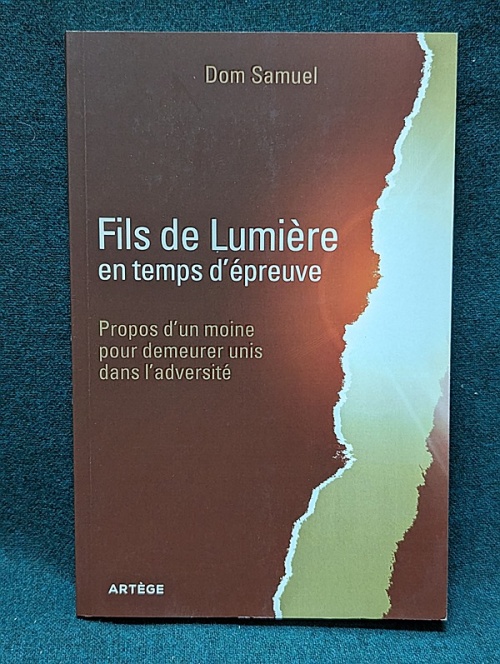 Dom Samuel
Fils de Lumière
en temps d'épreuve
Propos d'un moine
pour demeurer unis
dans l'adversité
ARTÈGE